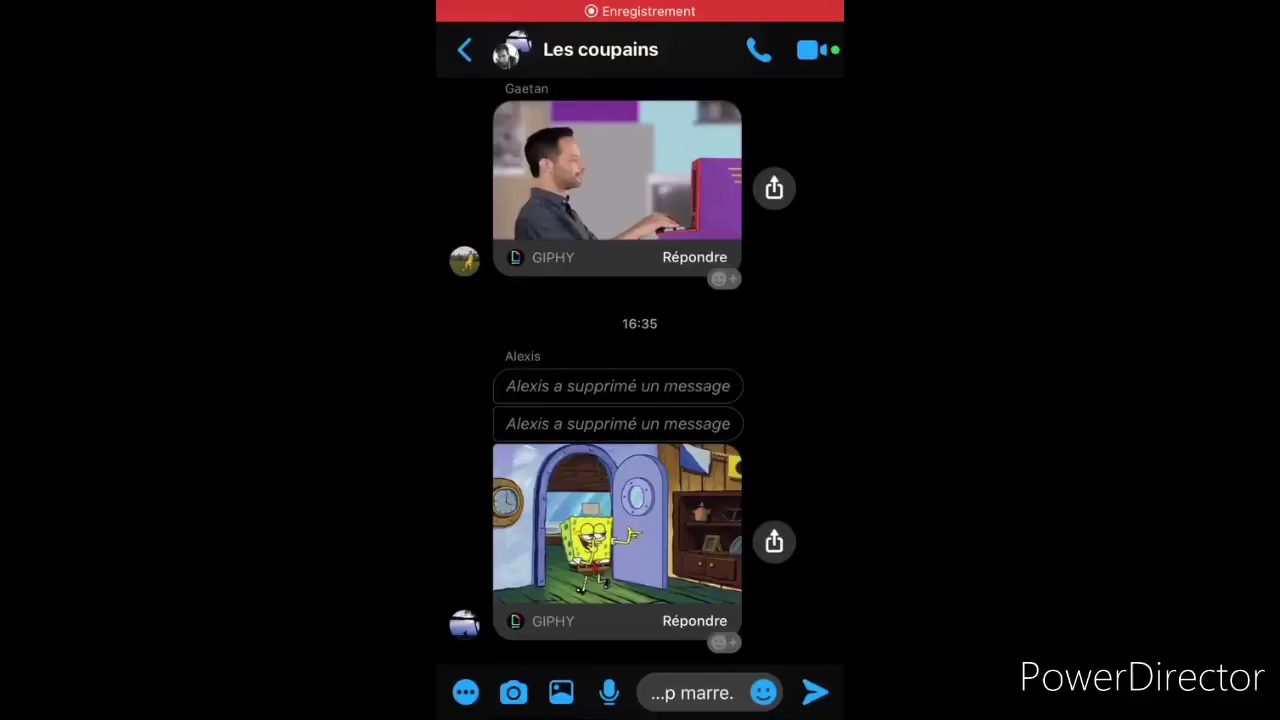 Enregistrement
Les coupains
Gaetan
GIPHY Répondre
16:35
Alexis
Alexis a supprimé un message
Alexis a supprimé un message
GIPHY Répondre
...p marre.
PowerDirector